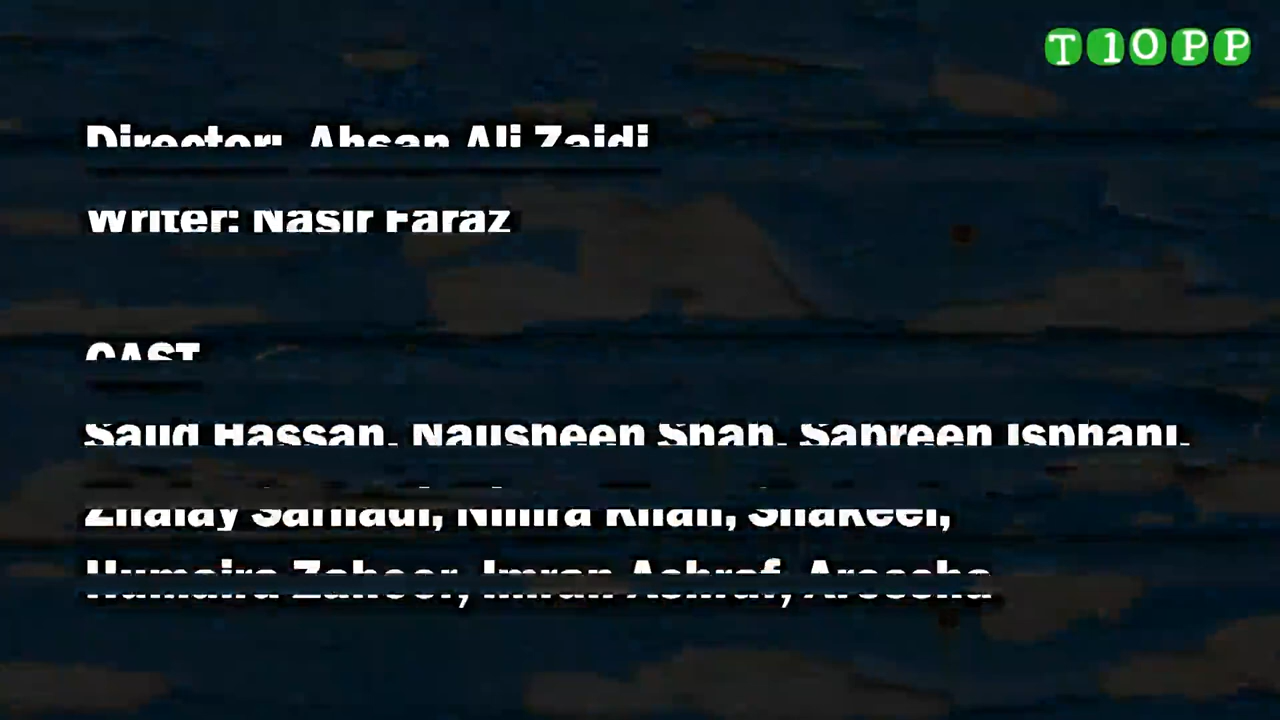 T10PP
Director: Ahsan Ali Zaidi
Writer: Nasir Faraz
CAST
Saud Hassan, Nausheen Shah, Sabreen Isphani,
Zhalay Sarhadi, Nimra Khan, Shakeel,
Humaira Zaheer, Imran Ashraf, Areesha